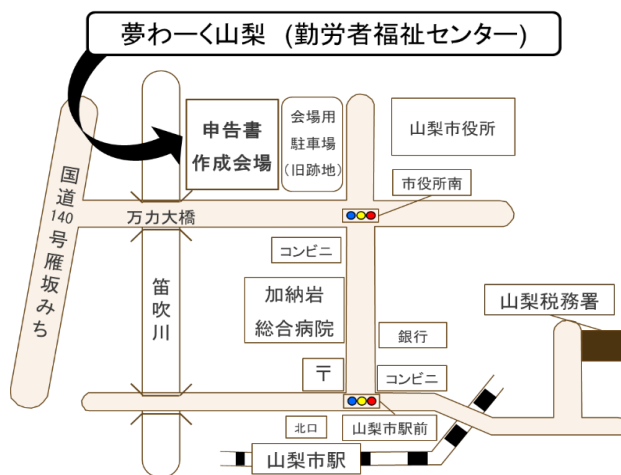 夢わーく山梨 (勤労者福祉センター)
申告書
作成会場
会場用
駐車場
(旧跡地)
山梨市役所
国道140号雁坂みち
市役所南
万力大橋
コンビニ
笛吹川
加納岩
総合病院
山梨税務署
銀行
〒
コンビニ
北口
山梨市駅前
山梨市駅